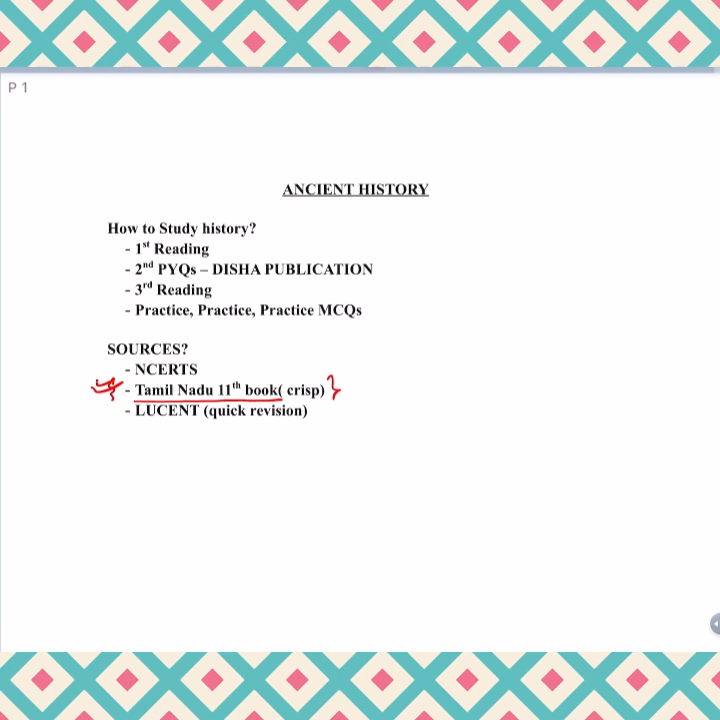 P 1
ANCIENT HISTORY
How to Study history?
- 1st Reading
- 2nd PYQs – DISHA PUBLICATION
- 3rd Reading
- Practice, Practice, Practice MCQs
SOURCES?
- NCERTS
- Tamil Nadu 11th book( crisp)
- LUCENT (quick revision)